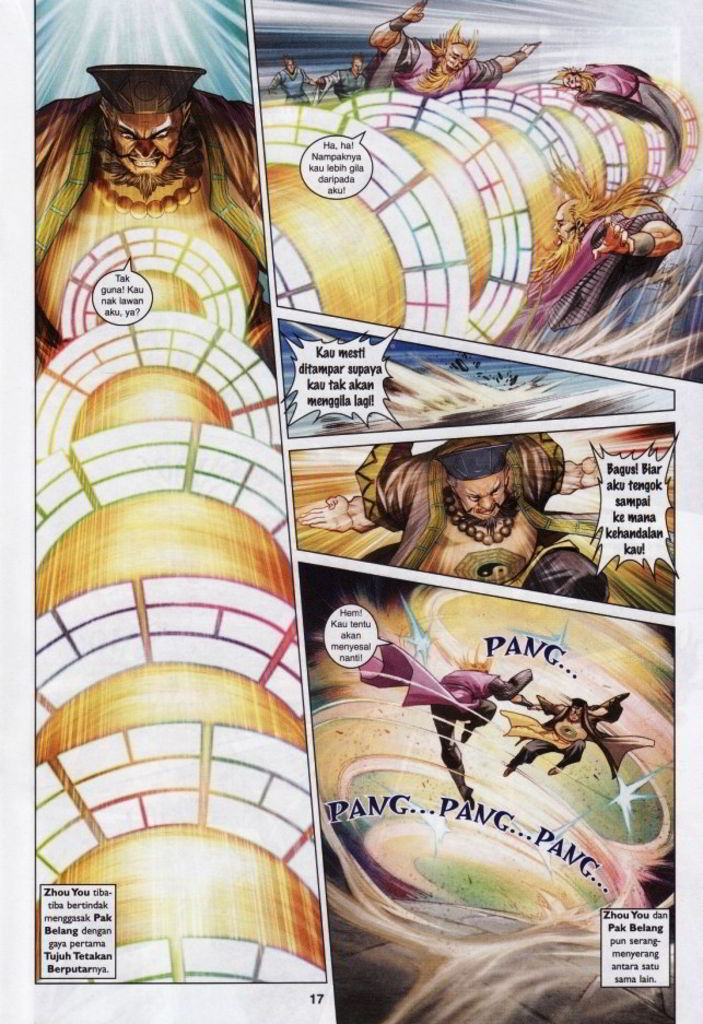 Tak
guna! Kau
nak lawan
aku, ya?
Zhou You tiba-
tiba bertindak
menggasak Pak
Belang dengan
gaya pertama
Tujuh Tetakan
Berputarnya.
Ha, ha!
Nampaknya
kau lebih gila
daripada
aku!
Kau mesti
ditampar supaya
kau tak akan
menggila lagi!
Bagus! Biar
aku tengok
sampai
ke mana
kehandalan
kau!
Hem!
Kau tentu
akan
menyesal
nanti!
PANG...
PANG...PANG...PANG...
Zhou You dan
Pak Belang
pun serang-
menyerang
antara satu
sama lain.
17